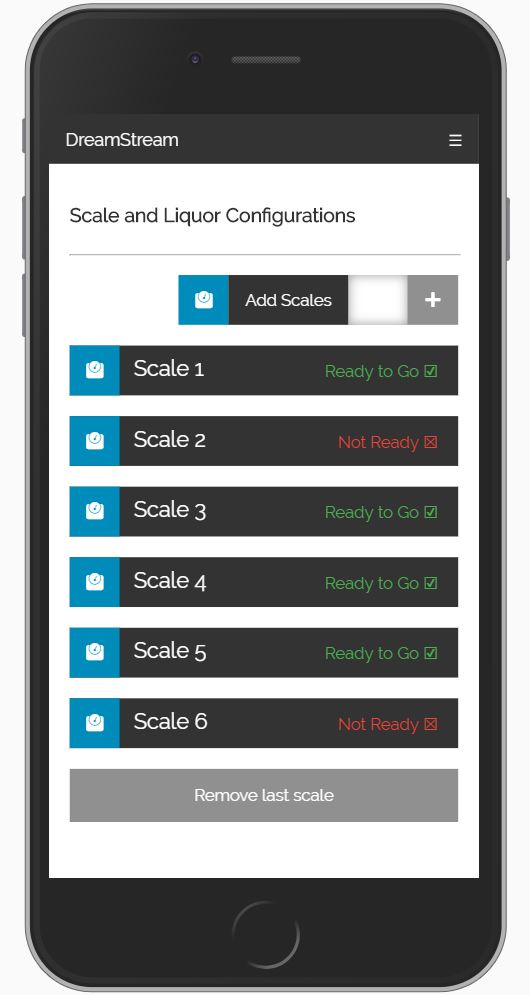 DreamStream ☰
Scale and Liquor Configurations
Add Scales +
Scale 1 Ready to Go ☑
Scale 2 Not Ready ☒
Scale 3 Ready to Go ☑
Scale 4 Ready to Go ☑
Scale 5 Ready to Go ☑
Scale 6 Not Ready ☒
Remove last scale